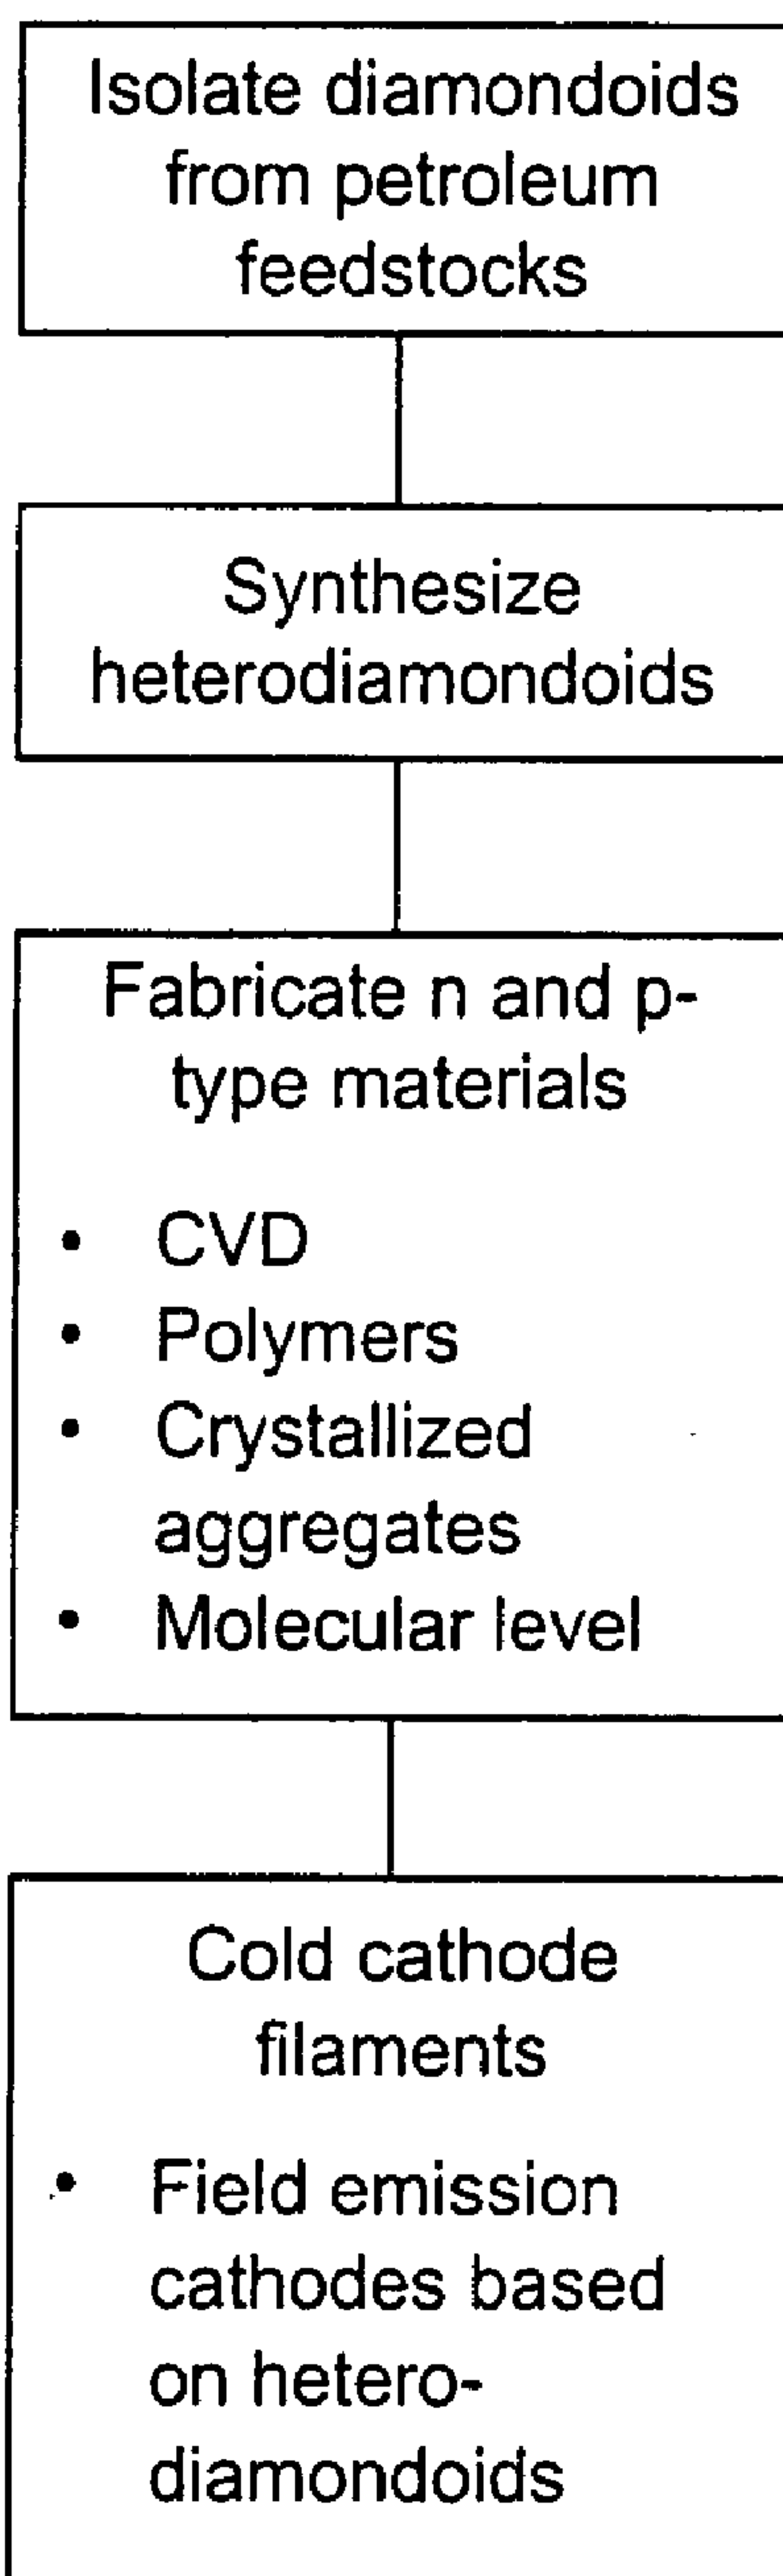 Isolate diamondoids
from petroleum
feedstocks
Synthesize
heterodiamondoids
Fabricate n and p-
type materials
• CVD
• Polymers
• Crystallized
aggregates
• Molecular level
Cold cathode
filaments
• Field emission
cathodes based
on hetero-
diamondoids